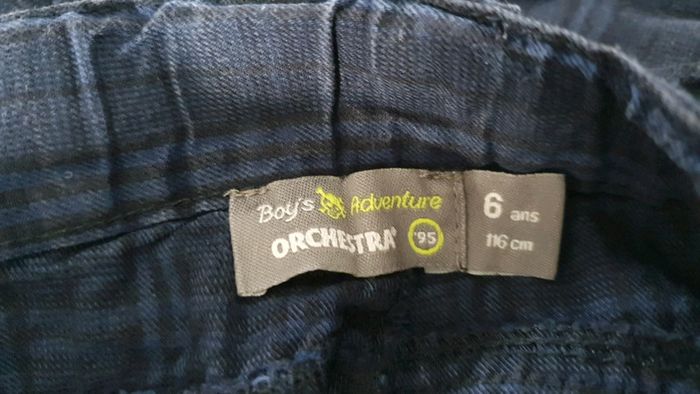 Boy's Adventure
ORCHESTRA® '95
6 ans
116 cm